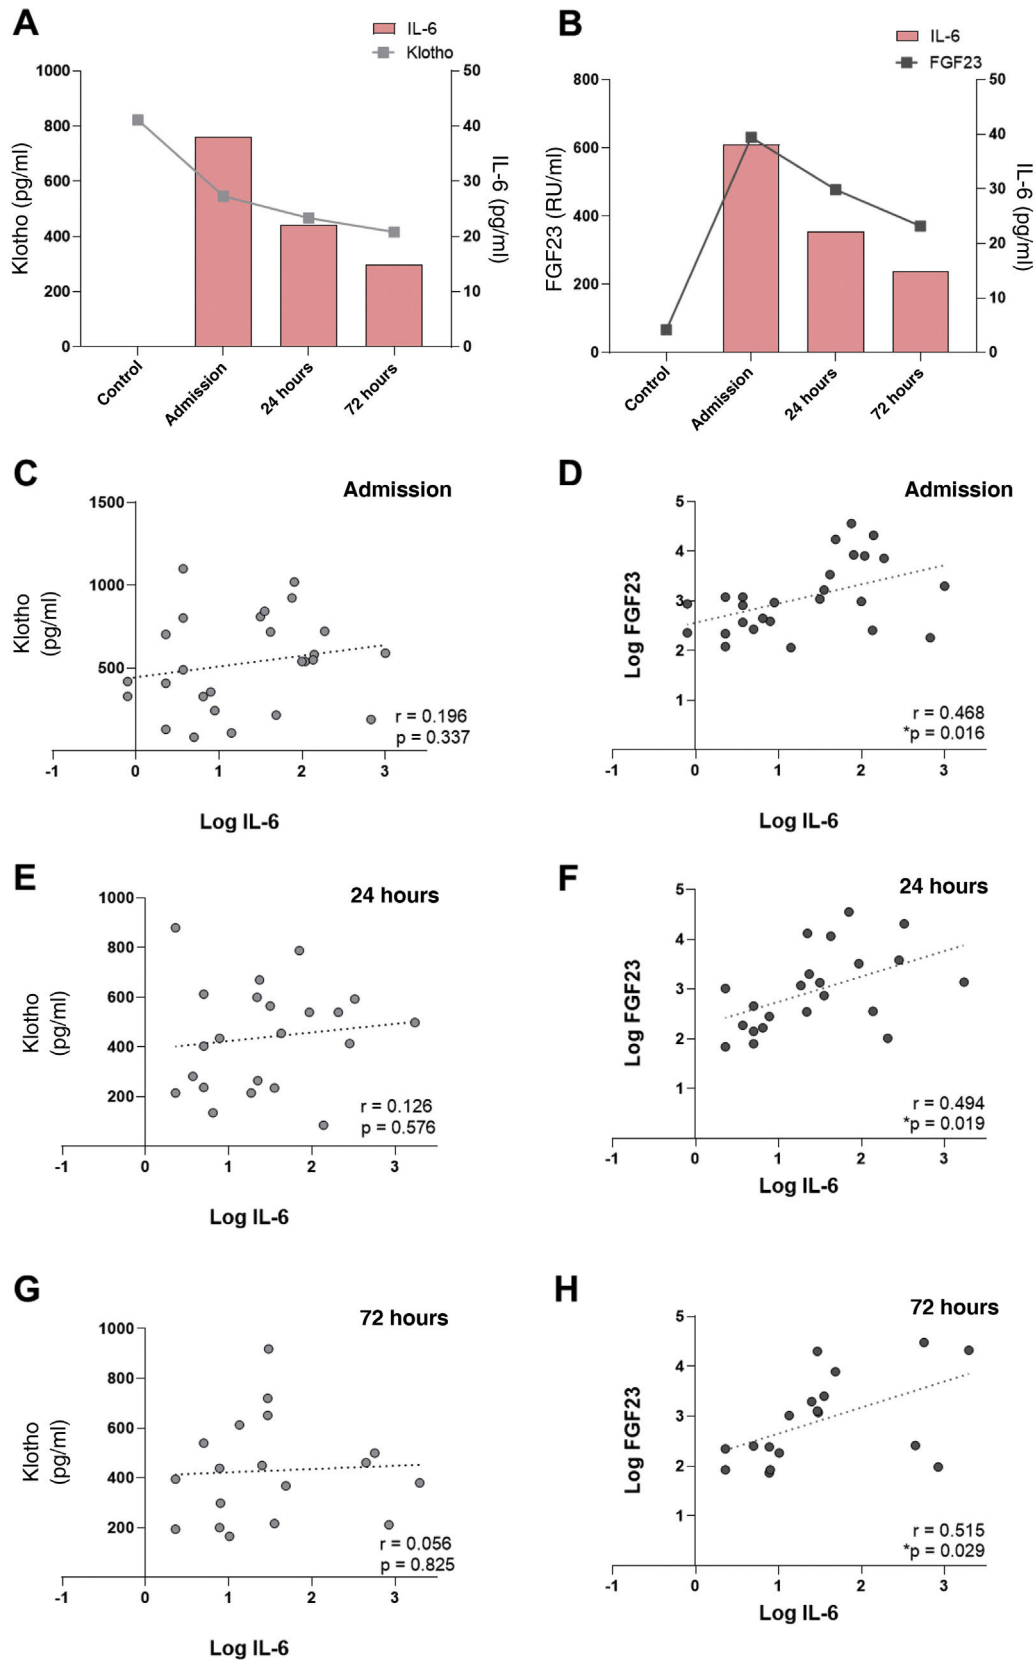 A
IL-6
Klotho
1000
800
600
400
200
0
Klotho (pg/ml)
50
40
30
20
10
0
IL-6 (pg/ml)
Control
Admission
24 hours
72 hours
B
IL-6
FGF23
800
600
400
200
0
FGF23 (RU/ml)
50
40
30
20
10
0
IL-6 (pg/ml)
Control
Admission
24 hours
72 hours
C
Admission
1500
1000
500
Klotho
(pg/ml)
r = 0.196
p = 0.337
-1 0 1 2 3
Log IL-6
D
Admission
5
4
3
2
1
Log FGF23
r = 0.468
*p = 0.016
-1 0 1 2 3
Log IL-6
E
24 hours
1000
800
600
400
200
Klotho
(pg/ml)
r = 0.126
p = 0.576
-1 0 1 2 3
Log IL-6
F
24 hours
5
4
3
2
1
Log FGF23
r = 0.494
*p = 0.019
-1 0 1 2 3
Log IL-6
G
72 hours
1000
800
600
400
200
Klotho
(pg/ml)
r = 0.056
p = 0.825
-1 0 1 2 3
Log IL-6
H
72 hours
5
4
3
2
1
Log FGF23
r = 0.515
*p = 0.029
-1 0 1 2 3
Log IL-6